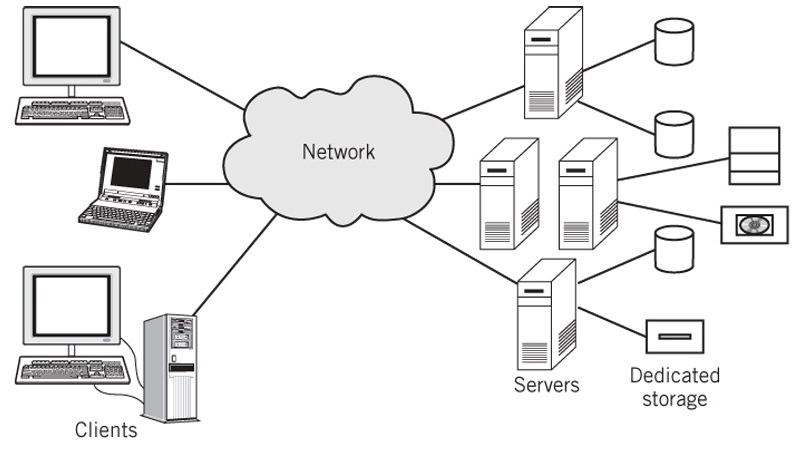 Network
Servers
Dedicated
storage
Clients